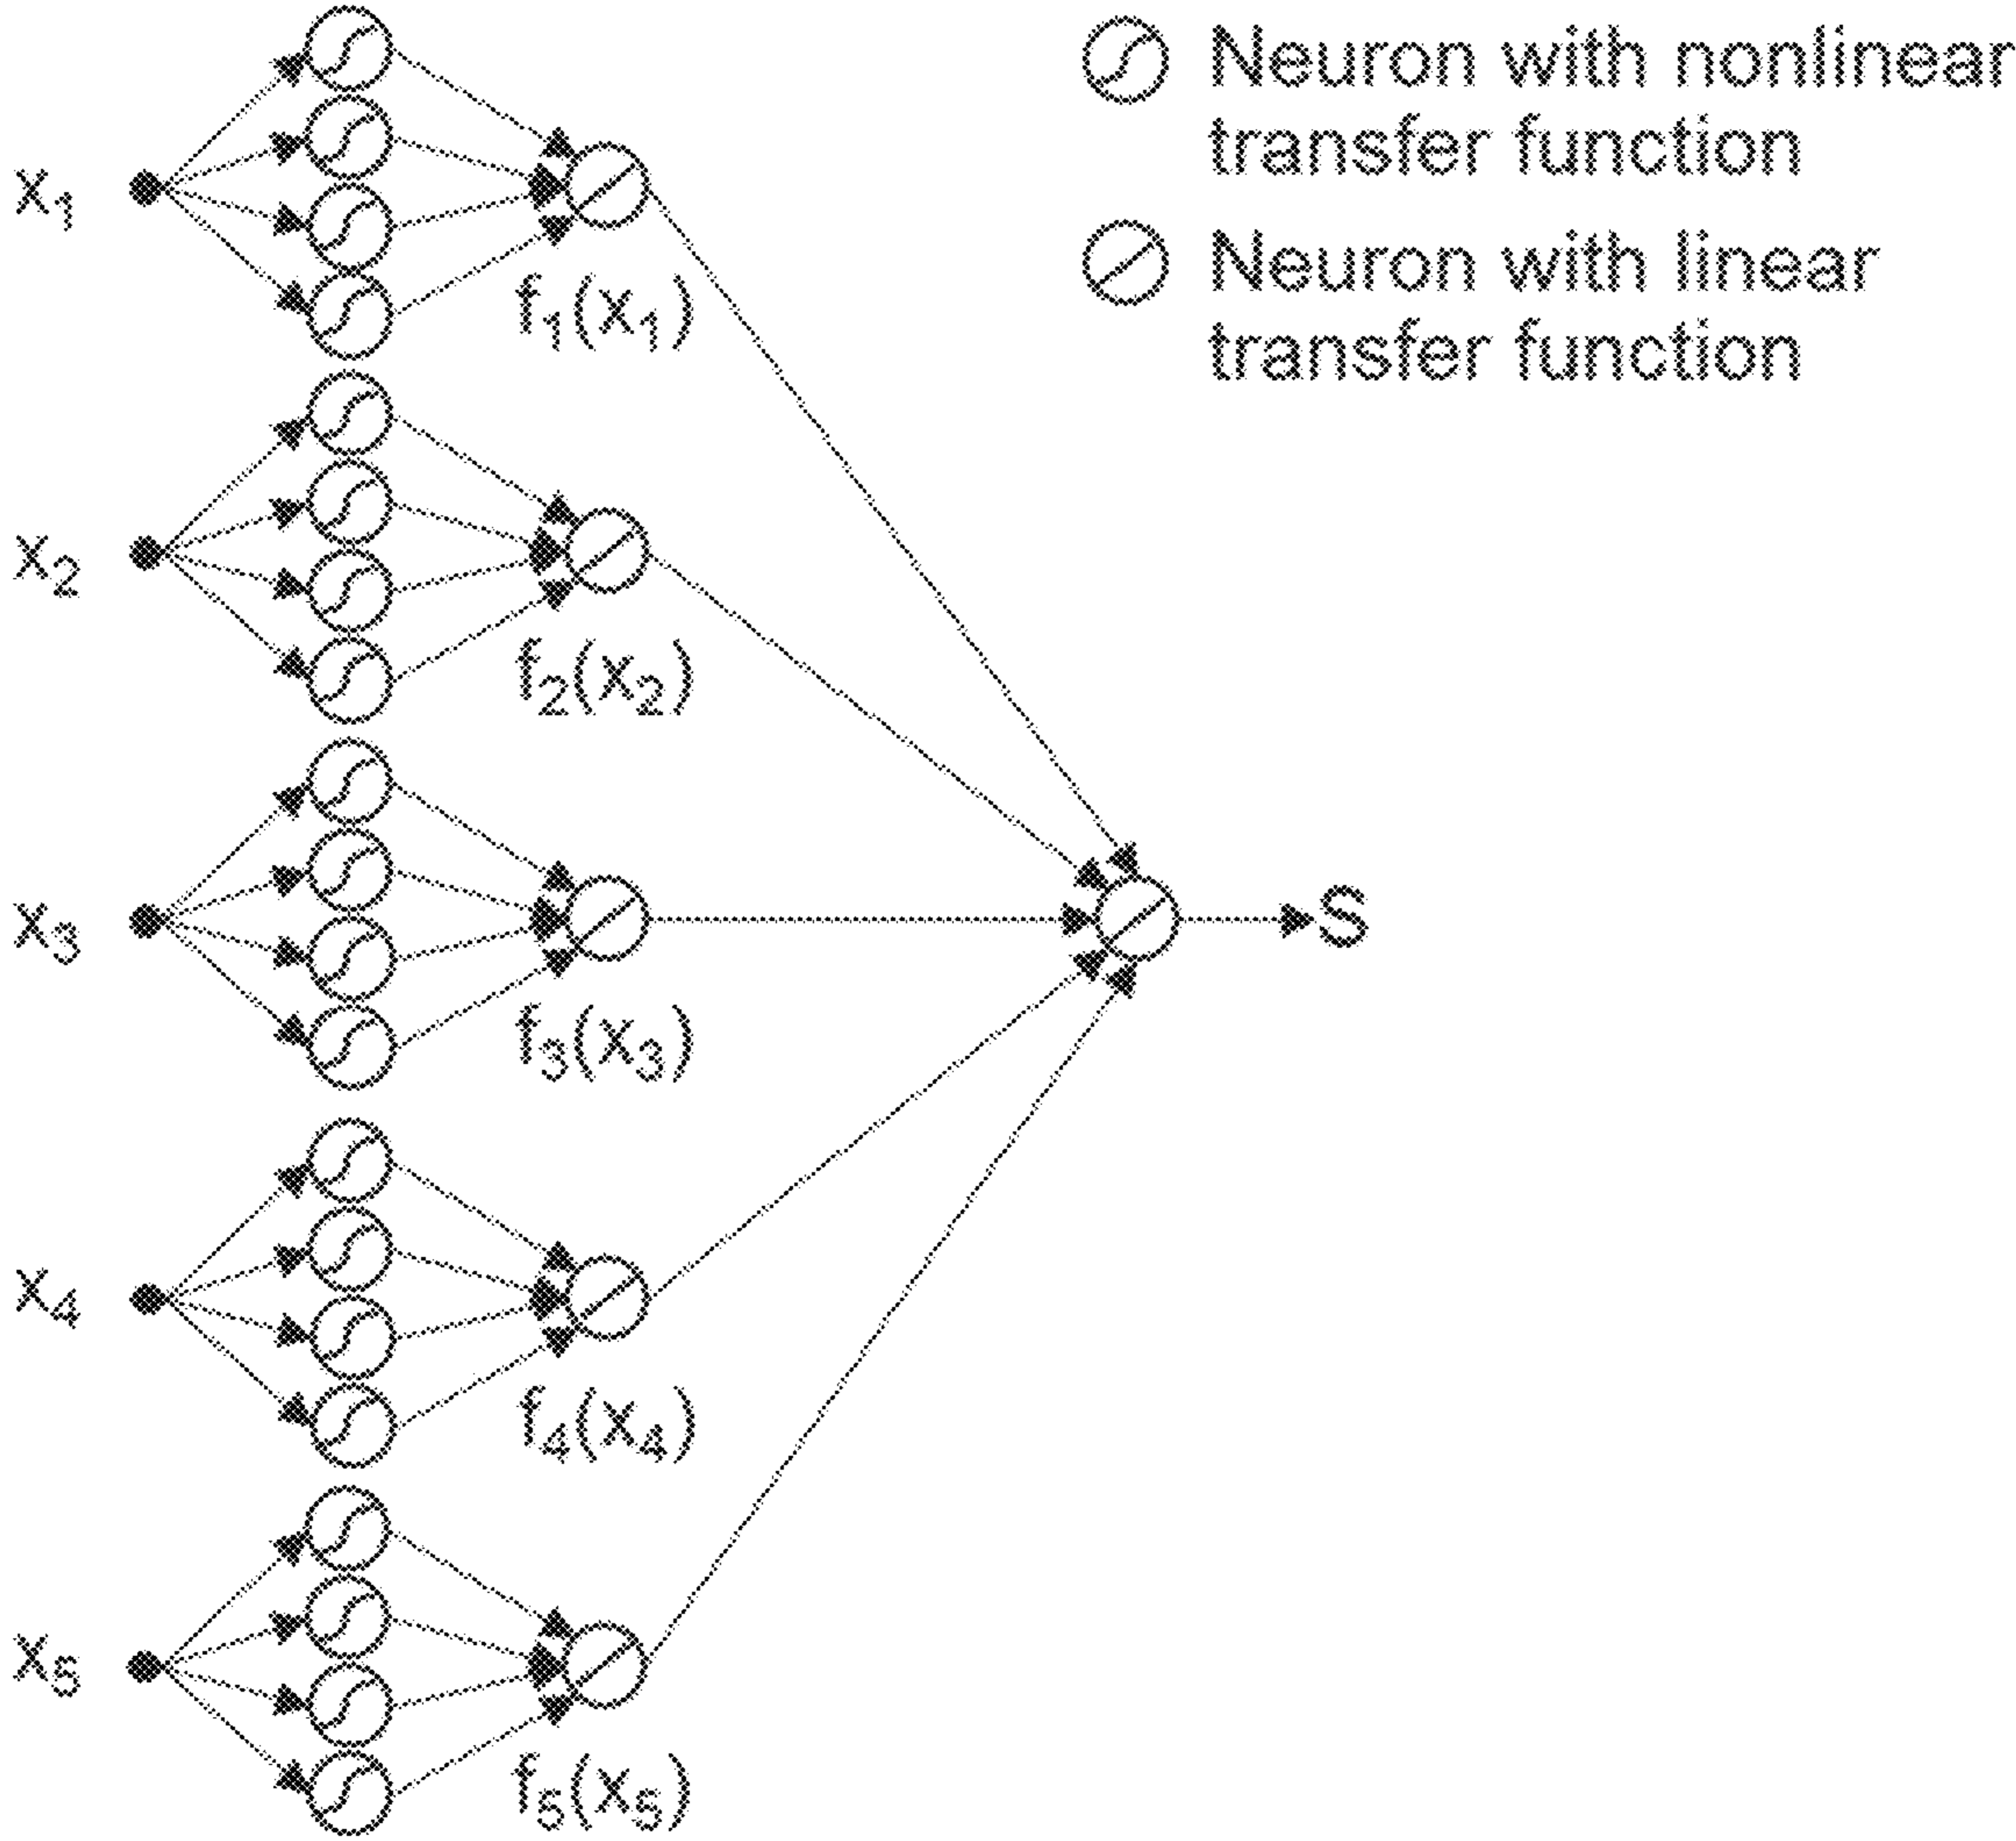 x₁
f₁(x₁)
x₂
f₂(x₂)
x₃
f₃(x₃)
x₄
f₄(x₄)
x₅
f₅(x₅)
S
Neuron with nonlinear
transfer function
Neuron with linear
transfer function